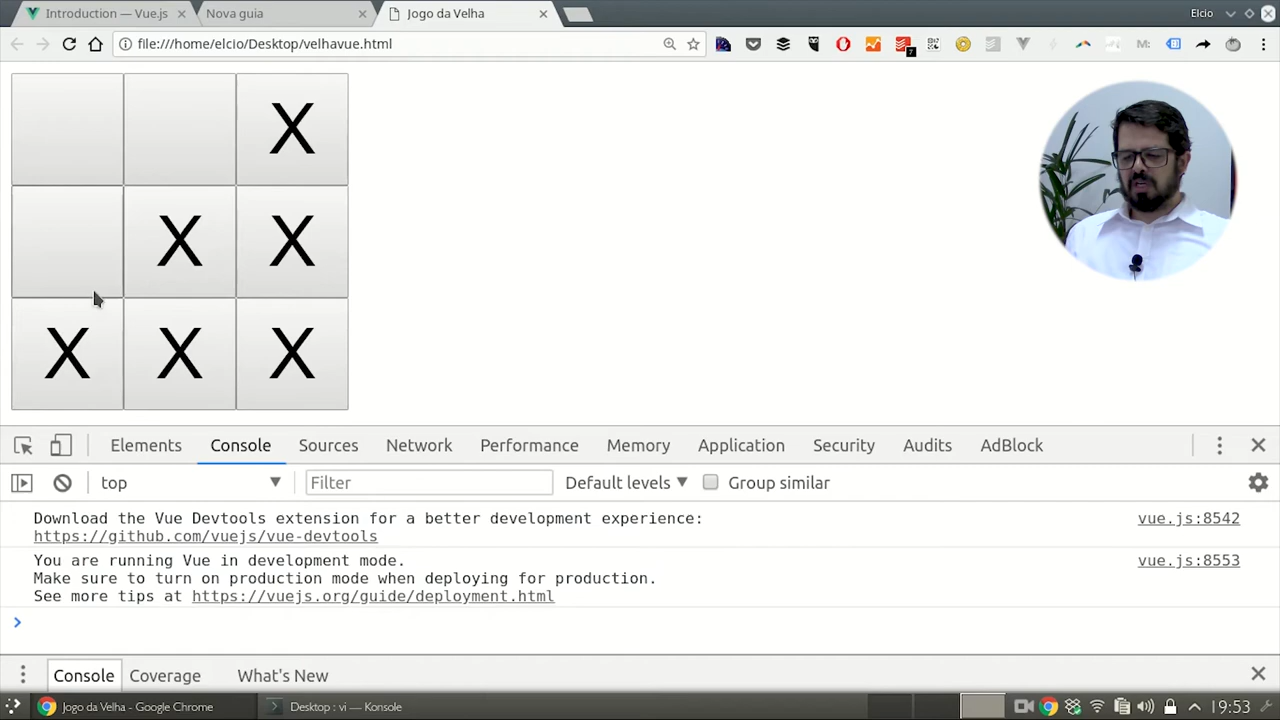 Introduction — Vue.js
Nova guia
Jogo da Velha
Elcio
file:///home/elcio/Desktop/velhavue.html
7
M:
X
X X
X X X
Elements Console Sources Network Performance Memory Application Security Audits AdBlock
top Filter Default levels Group similar
Download the Vue Devtools extension for a better development experience: vue.js:8542
https://github.com/vuejs/vue-devtools
You are running Vue in development mode. vue.js:8553
Make sure to turn on production mode when deploying for production.
See more tips at https://vuejs.org/guide/deployment.html
Console Coverage What's New
Jogo da Velha - Google Chrome Desktop : vi — Konsole 19:53